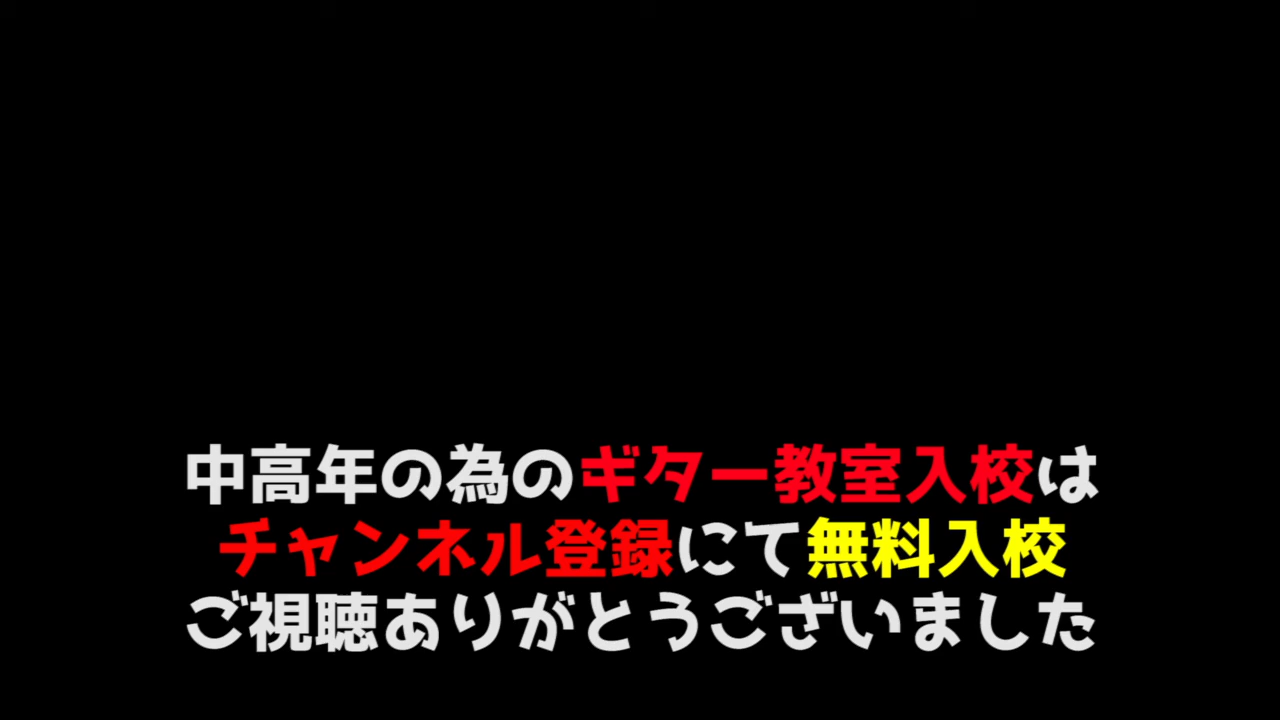 中高年の為のギター教室入校は
チャンネル登録にて無料入校
ご視聴ありがとうございました